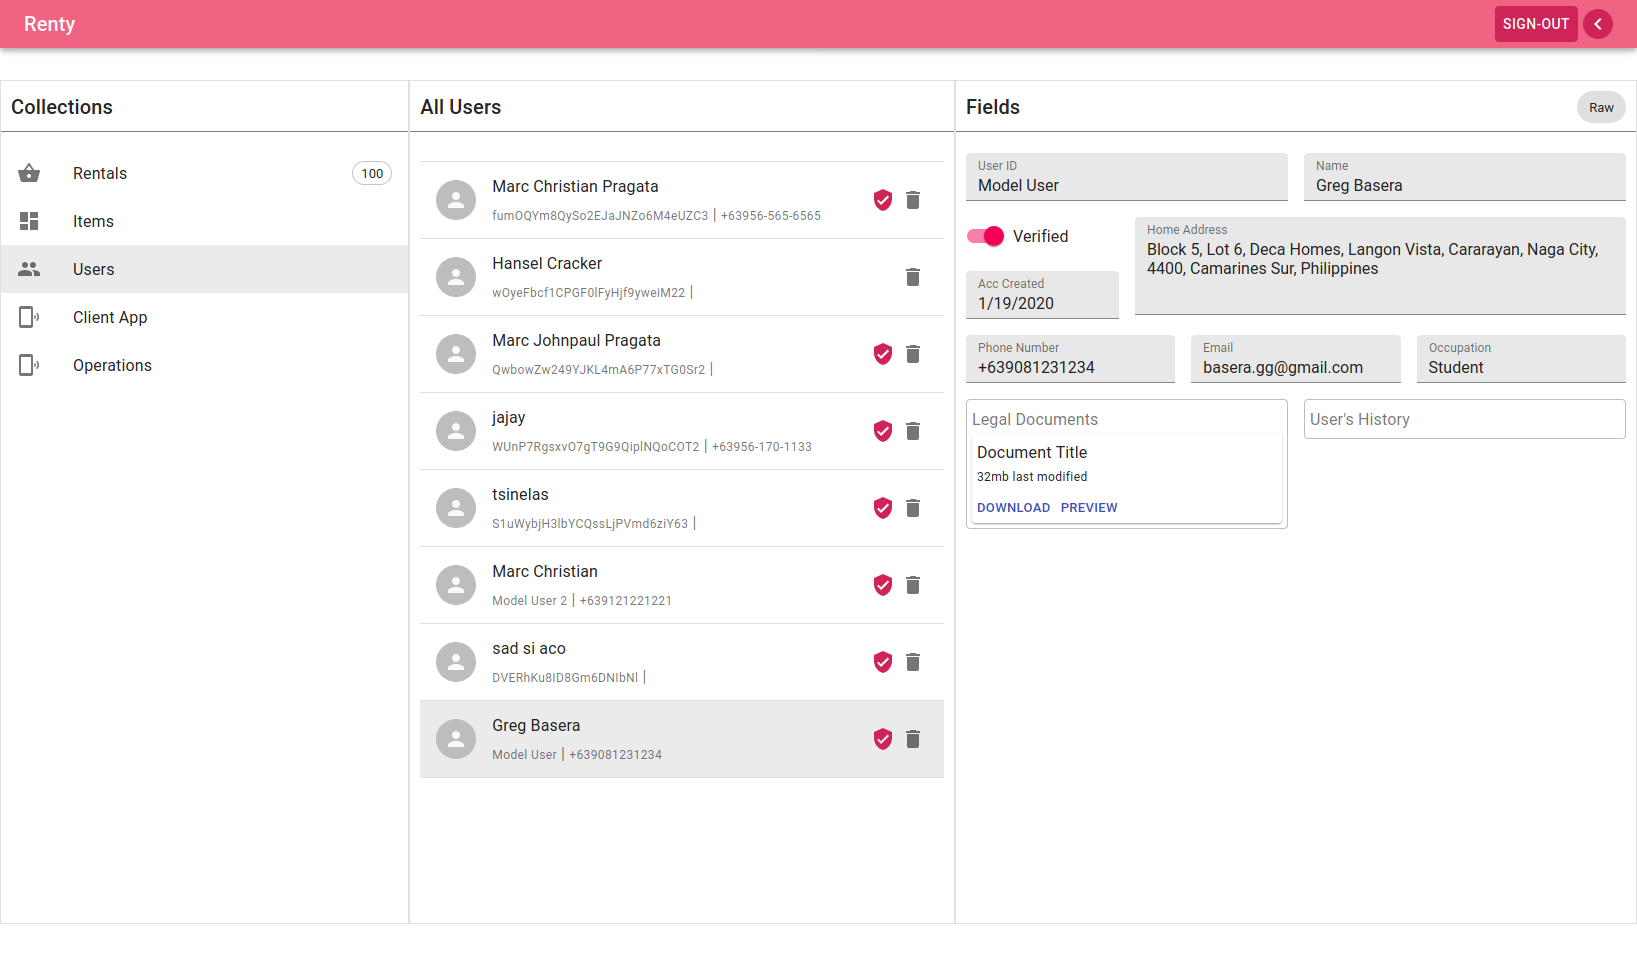 Renty
SIGN-OUT
Collections
Rentals
100
Items
Users
Client App
Operations
All Users
Marc Christian Pragata
fumOQYm8QySo2EJaJNZo6M4eUZC3 | +63956-565-6565
Hansel Cracker
wOyeFbcf1CPGF0lFyHjf9yweiM22 |
Marc Johnpaul Pragata
QwbowZw249YJKL4mA6P77xTG0Sr2 |
jajay
WUnP7RgsxvO7gT9G9QiplNQoCOT2 | +63956-170-1133
tsinelas
S1uWybjH3lbYCQssLjPVmd6ziY63 |
Marc Christian
Model User 2 | +639121221221
sad si aco
DVERhKu8ID8Gm6DNIbNl |
Greg Basera
Model User | +639081231234
Fields
Raw
User ID
Model User
Name
Greg Basera
Verified
Home Address
Block 5, Lot 6, Deca Homes, Langon Vista, Cararayan, Naga City,
4400, Camarines Sur, Philippines
Acc Created
1/19/2020
Phone Number
+639081231234
Email
basera.gg@gmail.com
Occupation
Student
Legal Documents
Document Title
32mb last modified
DOWNLOAD PREVIEW
User's History